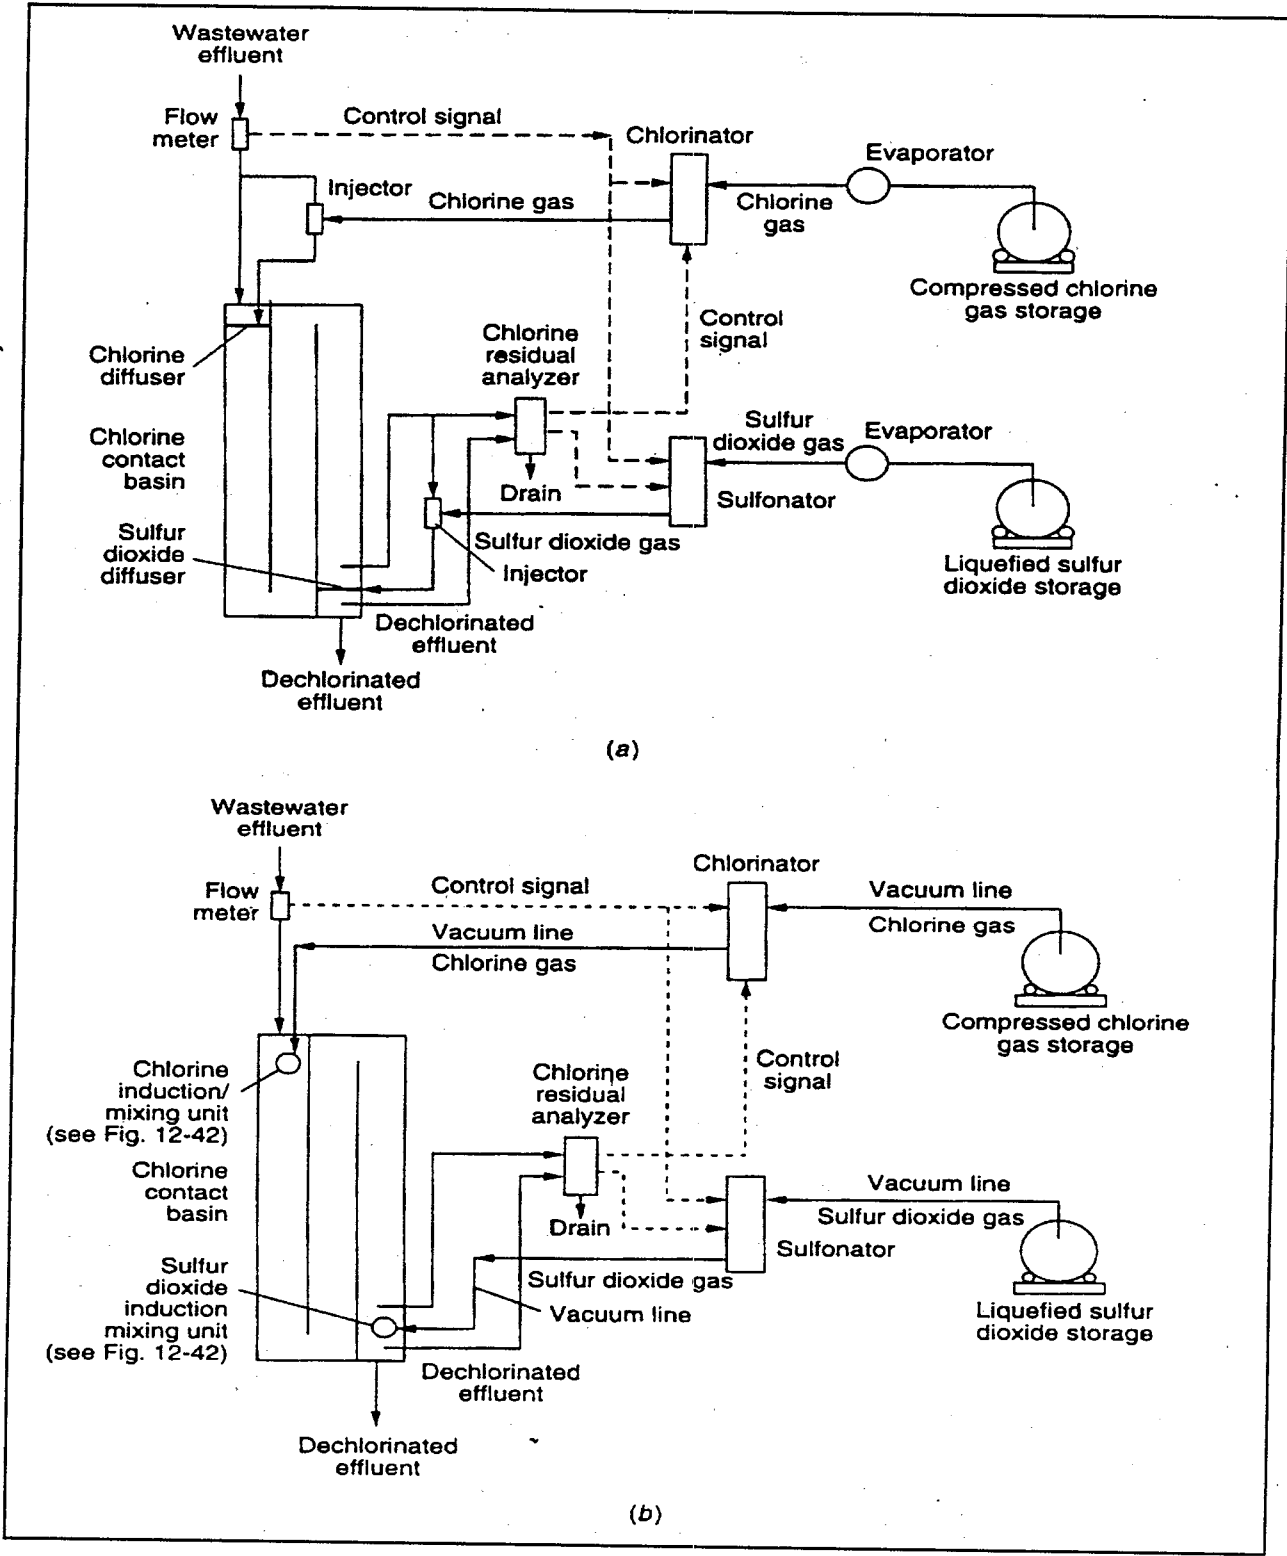 Wastewater
effluent
Flow
meter
Control signal
Chlorinator
Evaporator
Injector
Chlorine gas
Chlorine
gas
Compressed chlorine
gas storage
Control
signal
Chlorine
residual
analyzer
Chlorine
diffuser
Chlorine
contact
basin
Sulfur
dioxide gas
Evaporator
Drain
Sulfonator
Sulfur
dioxide
diffuser
Sulfur dioxide gas
Injector
Liquefied sulfur
dioxide storage
Dechlorinated
effluent
Dechlorinated
effluent
(a)
Wastewater
effluent
Flow
meter
Control signal
Chlorinator
Vacuum line
Chlorine gas
Vacuum line
Chlorine gas
Compressed chlorine
gas storage
Chlorine
induction/
mixing unit
(see Fig. 12-42)
Chlorine
residual
analyzer
Control
signal
Chlorine
contact
basin
Drain
Vacuum line
Sulfur dioxide gas
Sulfonator
Sulfur
dioxide
induction
mixing unit
(see Fig. 12-42)
Sulfur dioxide gas
Vacuum line
Liquefied sulfur
dioxide storage
Dechlorinated
effluent
Dechlorinated
effluent
(b)